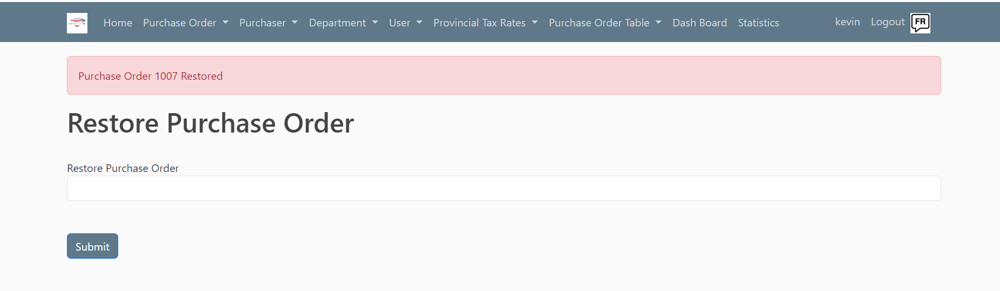 Home Purchase Order Purchaser Department User Provincial Tax Rates Purchase Order Table Dash Board Statistics kevin Logout FR
Purchase Order 1007 Restored
Restore Purchase Order
Restore Purchase Order
Submit